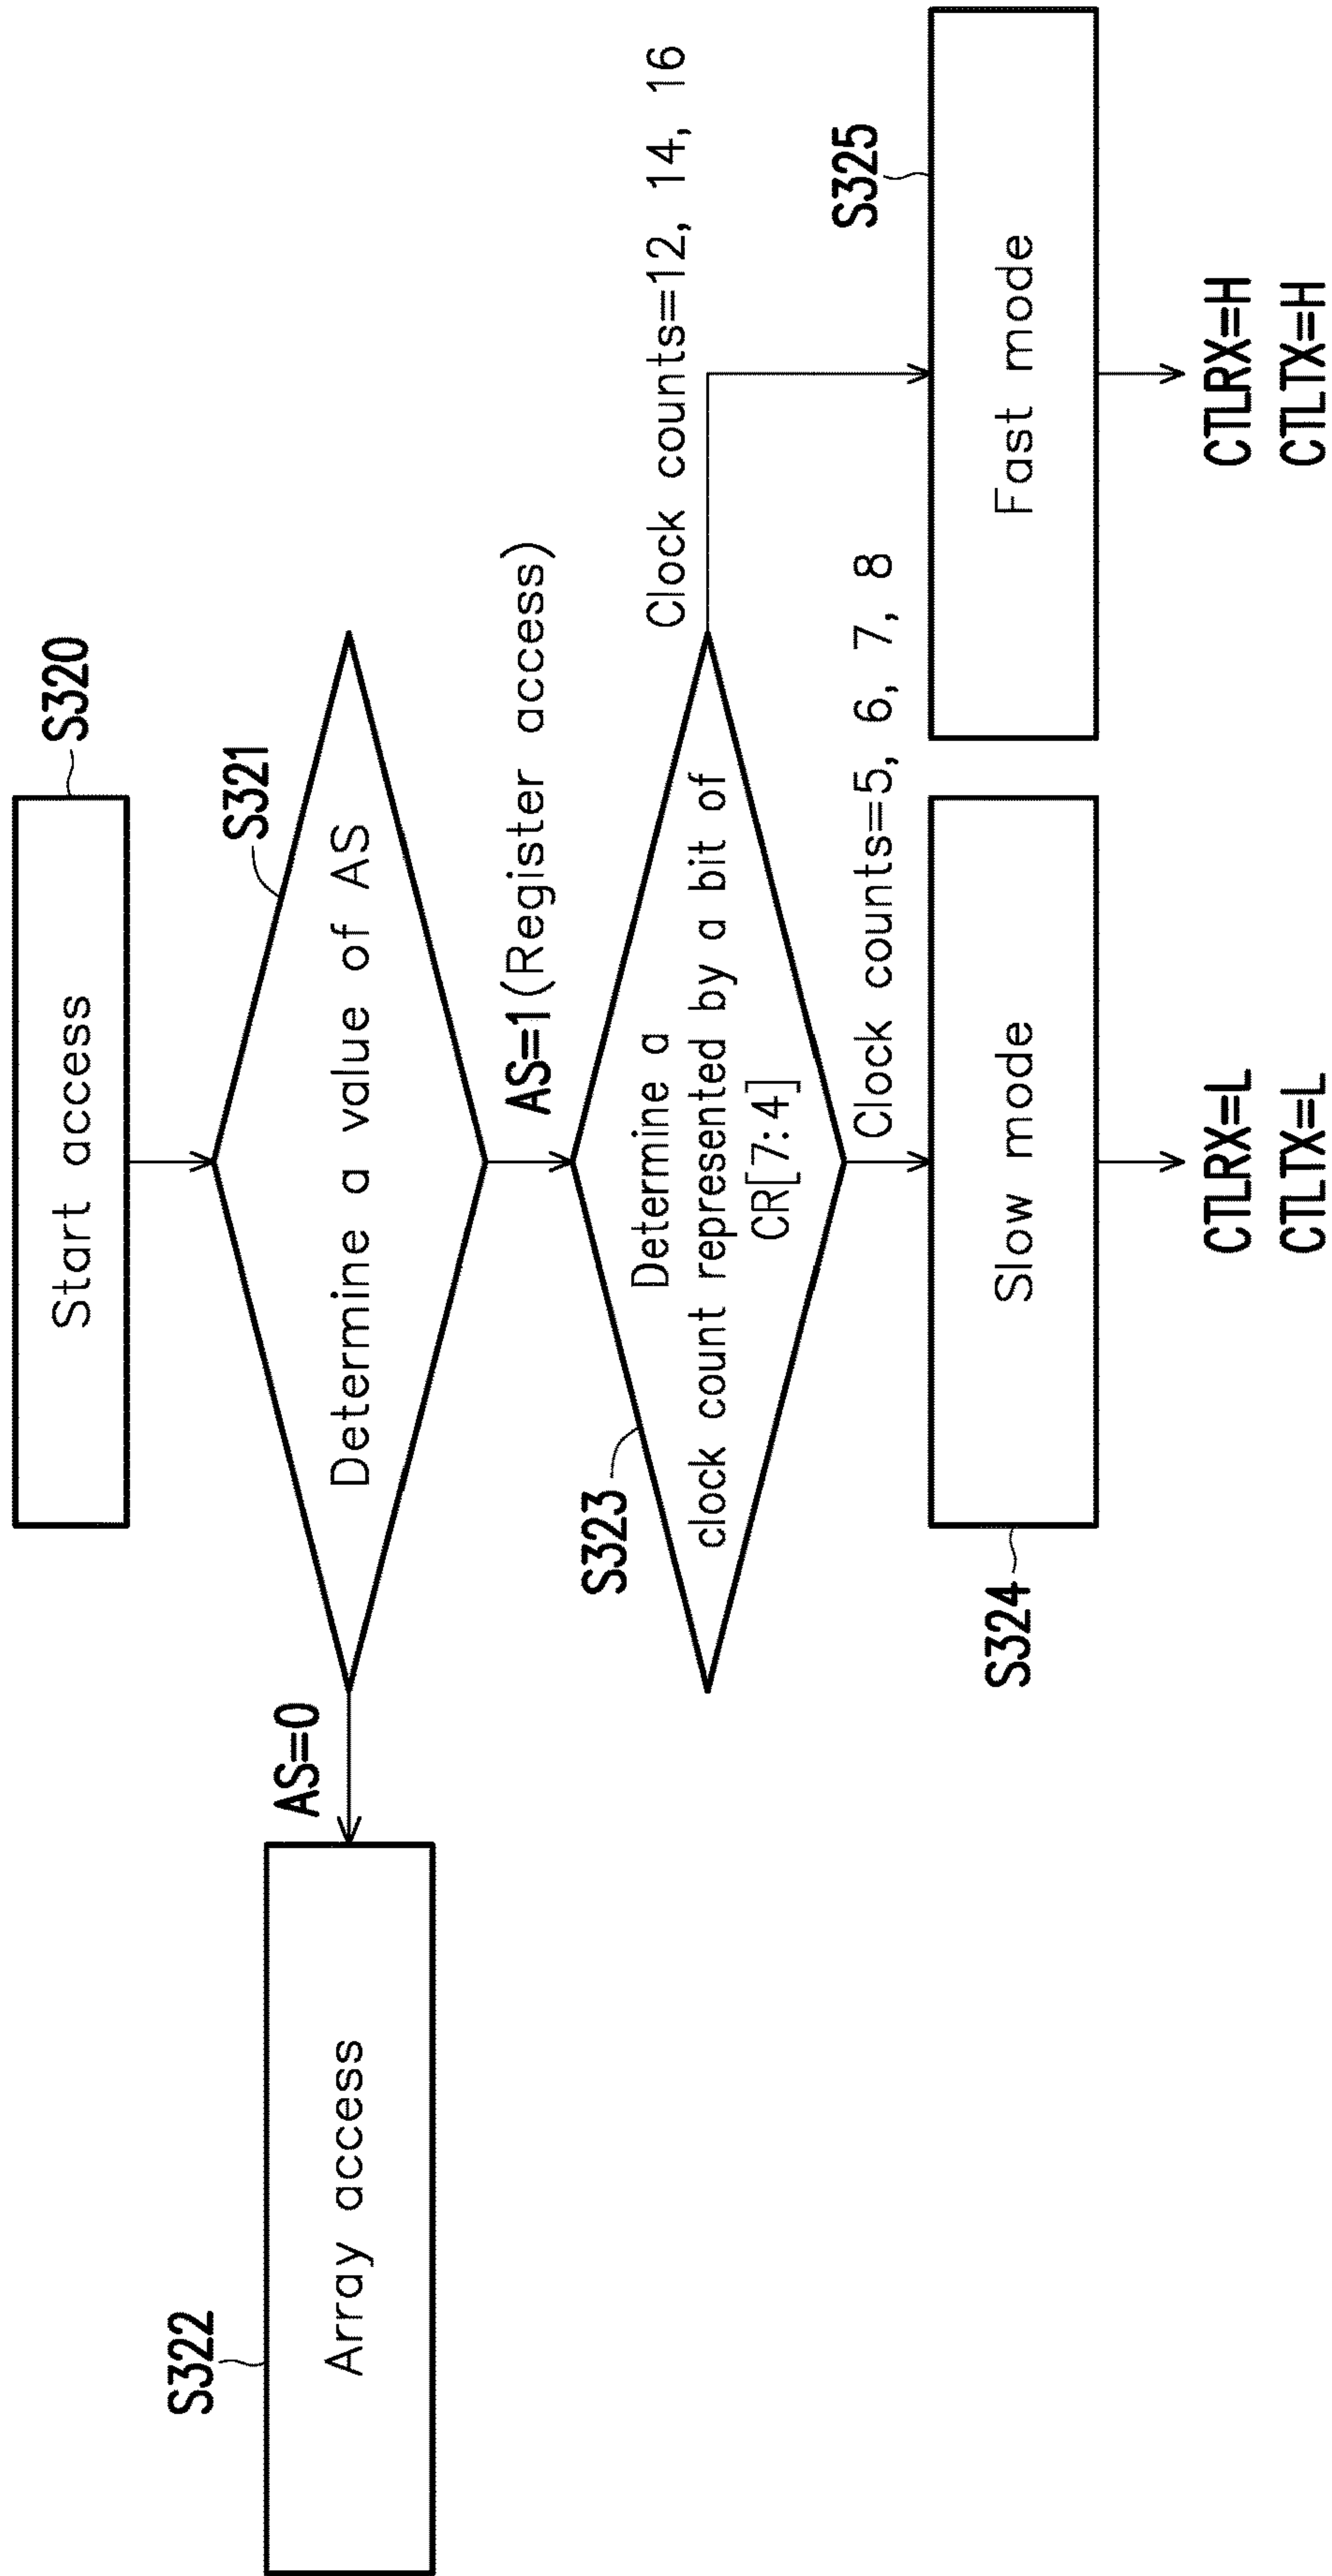 S320
Start access
S321
Determine a value of AS
AS=0
S322
Array access
AS=1(Register access)
S323
Determine a
clock count represented by a bit of
CR[7:4]
Clock counts=12, 14, 16
Clock counts=5, 6, 7, 8
S324
Slow mode
S325
Fast mode
CTLRX=L
CTLTX=L
CTLRX=H
CTLTX=H